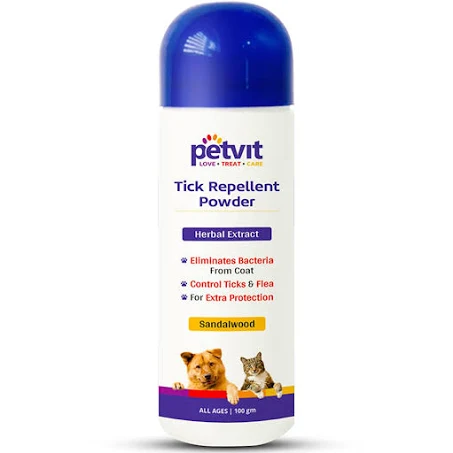 petvit
LOVE • TREAT • CARE
Tick Repellent
Powder
Herbal Extract
Eliminates Bacteria
From Coat
Control Ticks & Flea
For Extra Protection
Sandalwood
ALL AGES | 100 gm